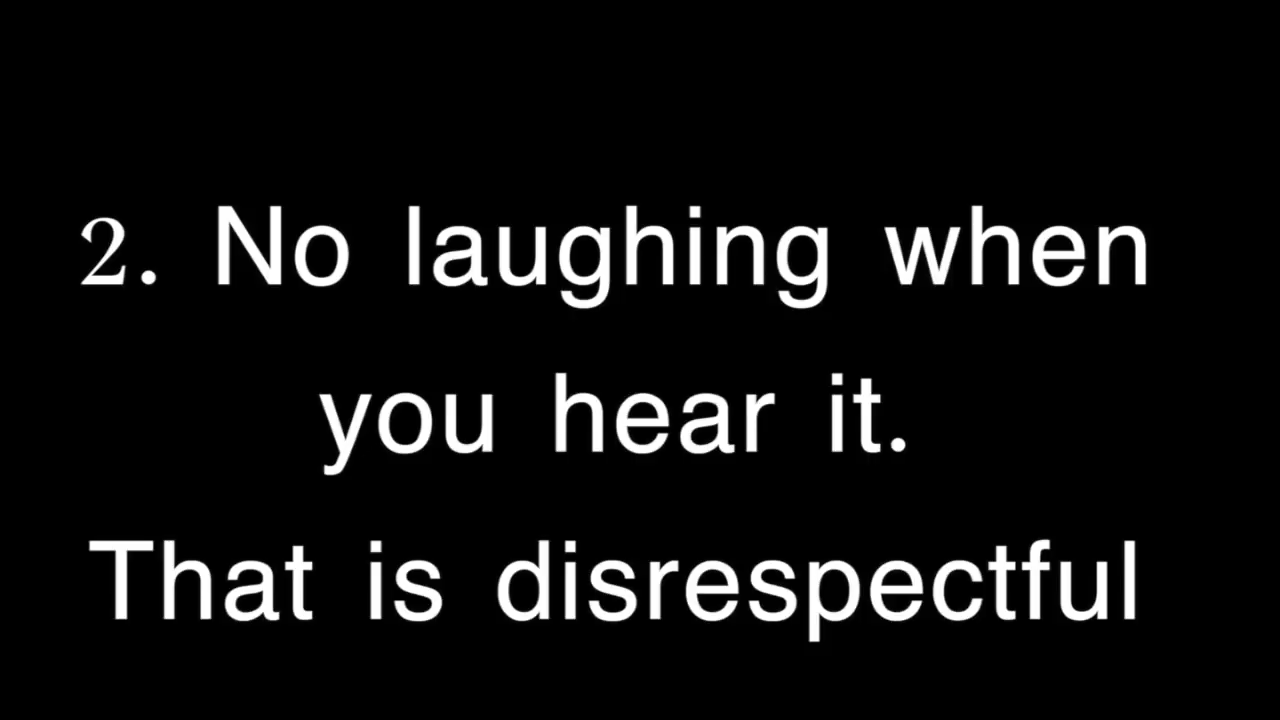 2. No laughing when
you hear it.
That is disrespectful